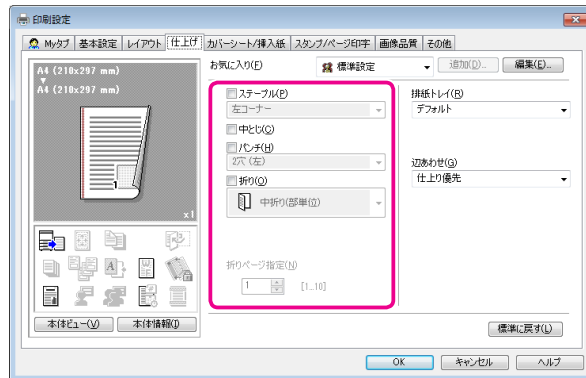 印刷設定
Myタブ 基本設定 レイアウト 仕上げ カバーシート/挿入紙 スタンプ/ページ印字 画像品質 その他
A4 (210x297 mm)
A4 (210x297 mm)
1
x1
本体ビュー(V) 本体情報(I)
お気に入り(F) 標準設定 追加(D).. 編集(E)..
ステープル(P)
左コーナー
中とじ(C)
パンチ(H)
2穴 (左)
折り(O)
中折り(部単位)
折りページ指定(N)
1 [1..10]
排紙トレイ(R)
デフォルト
辺あわせ(G)
仕上り優先
標準に戻す(L)
OK キャンセル ヘルプ